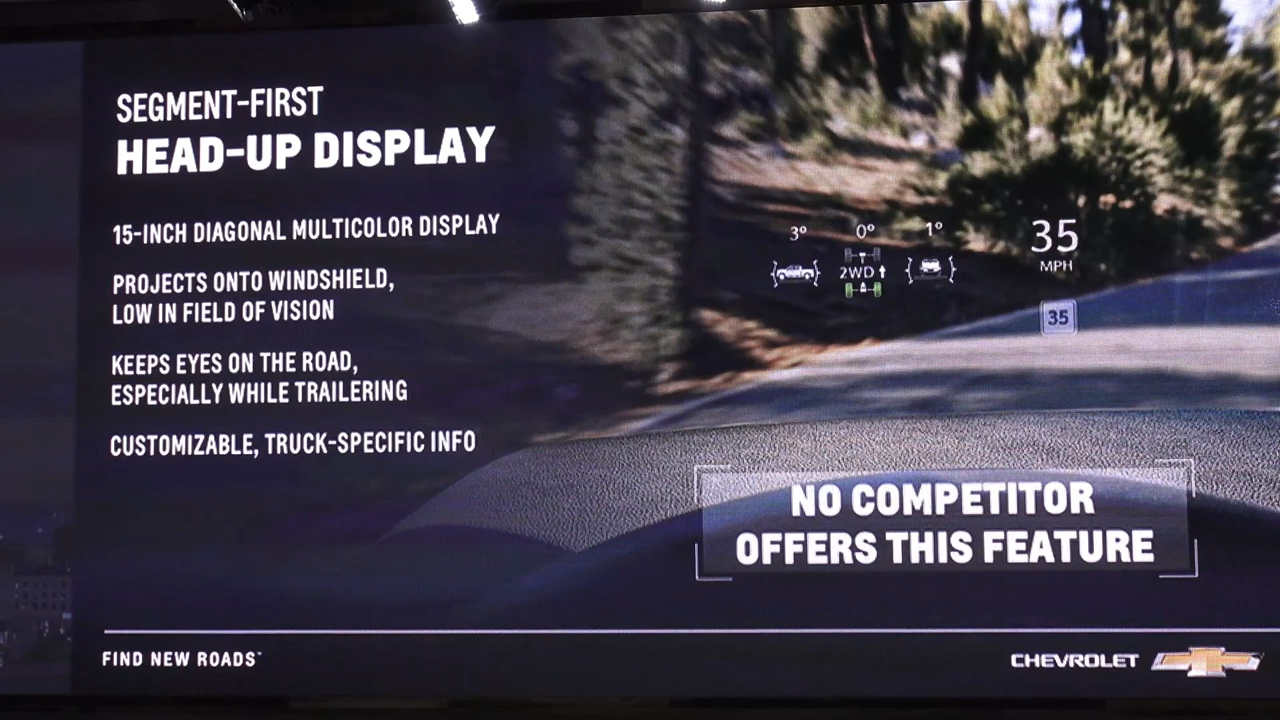 SEGMENT-FIRST
HEAD-UP DISPLAY
15-INCH DIAGONAL MULTICOLOR DISPLAY
PROJECTS ONTO WINDSHIELD,
LOW IN FIELD OF VISION
KEEPS EYES ON THE ROAD,
ESPECIALLY WHILE TRAILERING
CUSTOMIZABLE, TRUCK-SPECIFIC INFO
3° 0° 1°
2WD
35
MPH
35
NO COMPETITOR
OFFERS THIS FEATURE
FIND NEW ROADS™
CHEVROLET